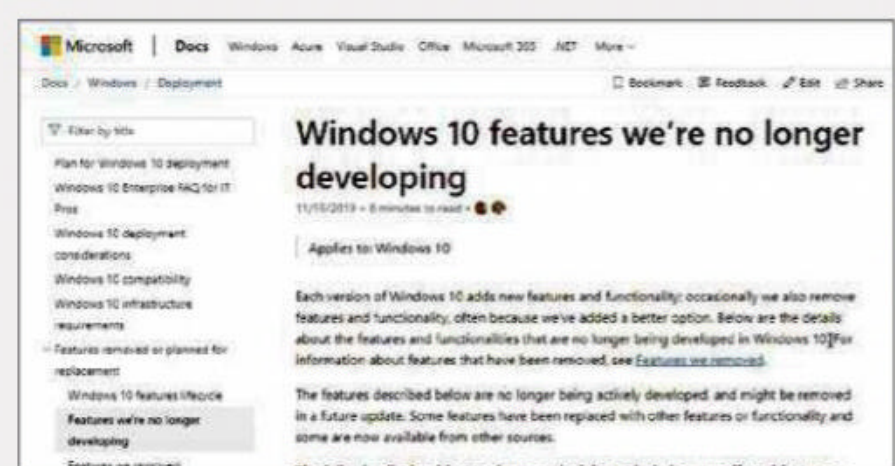 Microsoft | Docs Windows Azure Visual Studio Office Microsoft 365 .NET More
Docs / Windows / Deployment
Bookmark Feedback Edit Share
Filter by title
Plan for Windows 10 deployment
Windows 10 Enterprise FAQ for IT
Pros
Windows 10 deployment
considerations
Windows 10 compatibility
Windows 10 infrastructure
requirements
Features removed or planned for
replacement
Windows 10 features lifecycle
Features we're no longer
developing
Features we removed
Windows 10 features we're no longer
developing
• 6 minutes to read •
Applies to: Windows 10
Each version of Windows 10 adds new features and functionality; occasionally we also remove
features and functionality, often because we've added a better option. Below are the details
about the features and functionalities that are no longer being developed in Windows 10. For
information about features that have been removed, see Features we removed.
The features described below are no longer being actively developed, and might be removed
in a future update. Some features have been replaced with other features or functionality and
some are now available from other sources.